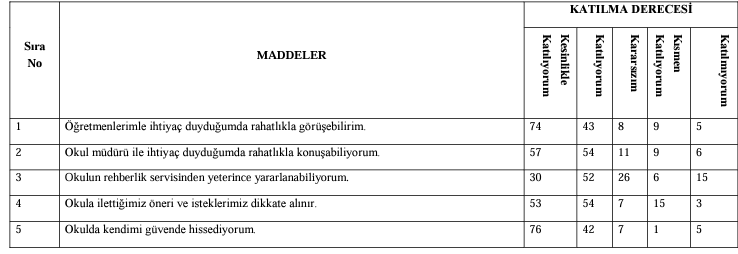 KATILMA DERECESİ
Sıra No
MADDELER
Kesinlikle Katılıyorum
Katılıyorum
Kararsızım
Kısmen Katılıyorum
Katılmıyorum
1 Öğretmenlerimle ihtiyaç duyduğumda rahatlıkla görüşebilirim. 74 43 8 9 5
2 Okul müdürü ile ihtiyaç duyduğumda rahatlıkla konuşabiliyorum. 57 54 11 9 6
3 Okulun rehberlik servisinden yeterince yararlanabiliyorum. 30 52 26 6 15
4 Okula ilettiğimiz öneri ve isteklerimiz dikkate alınır. 53 54 7 15 3
5 Okulda kendimi güvende hissediyorum. 76 42 7 1 5